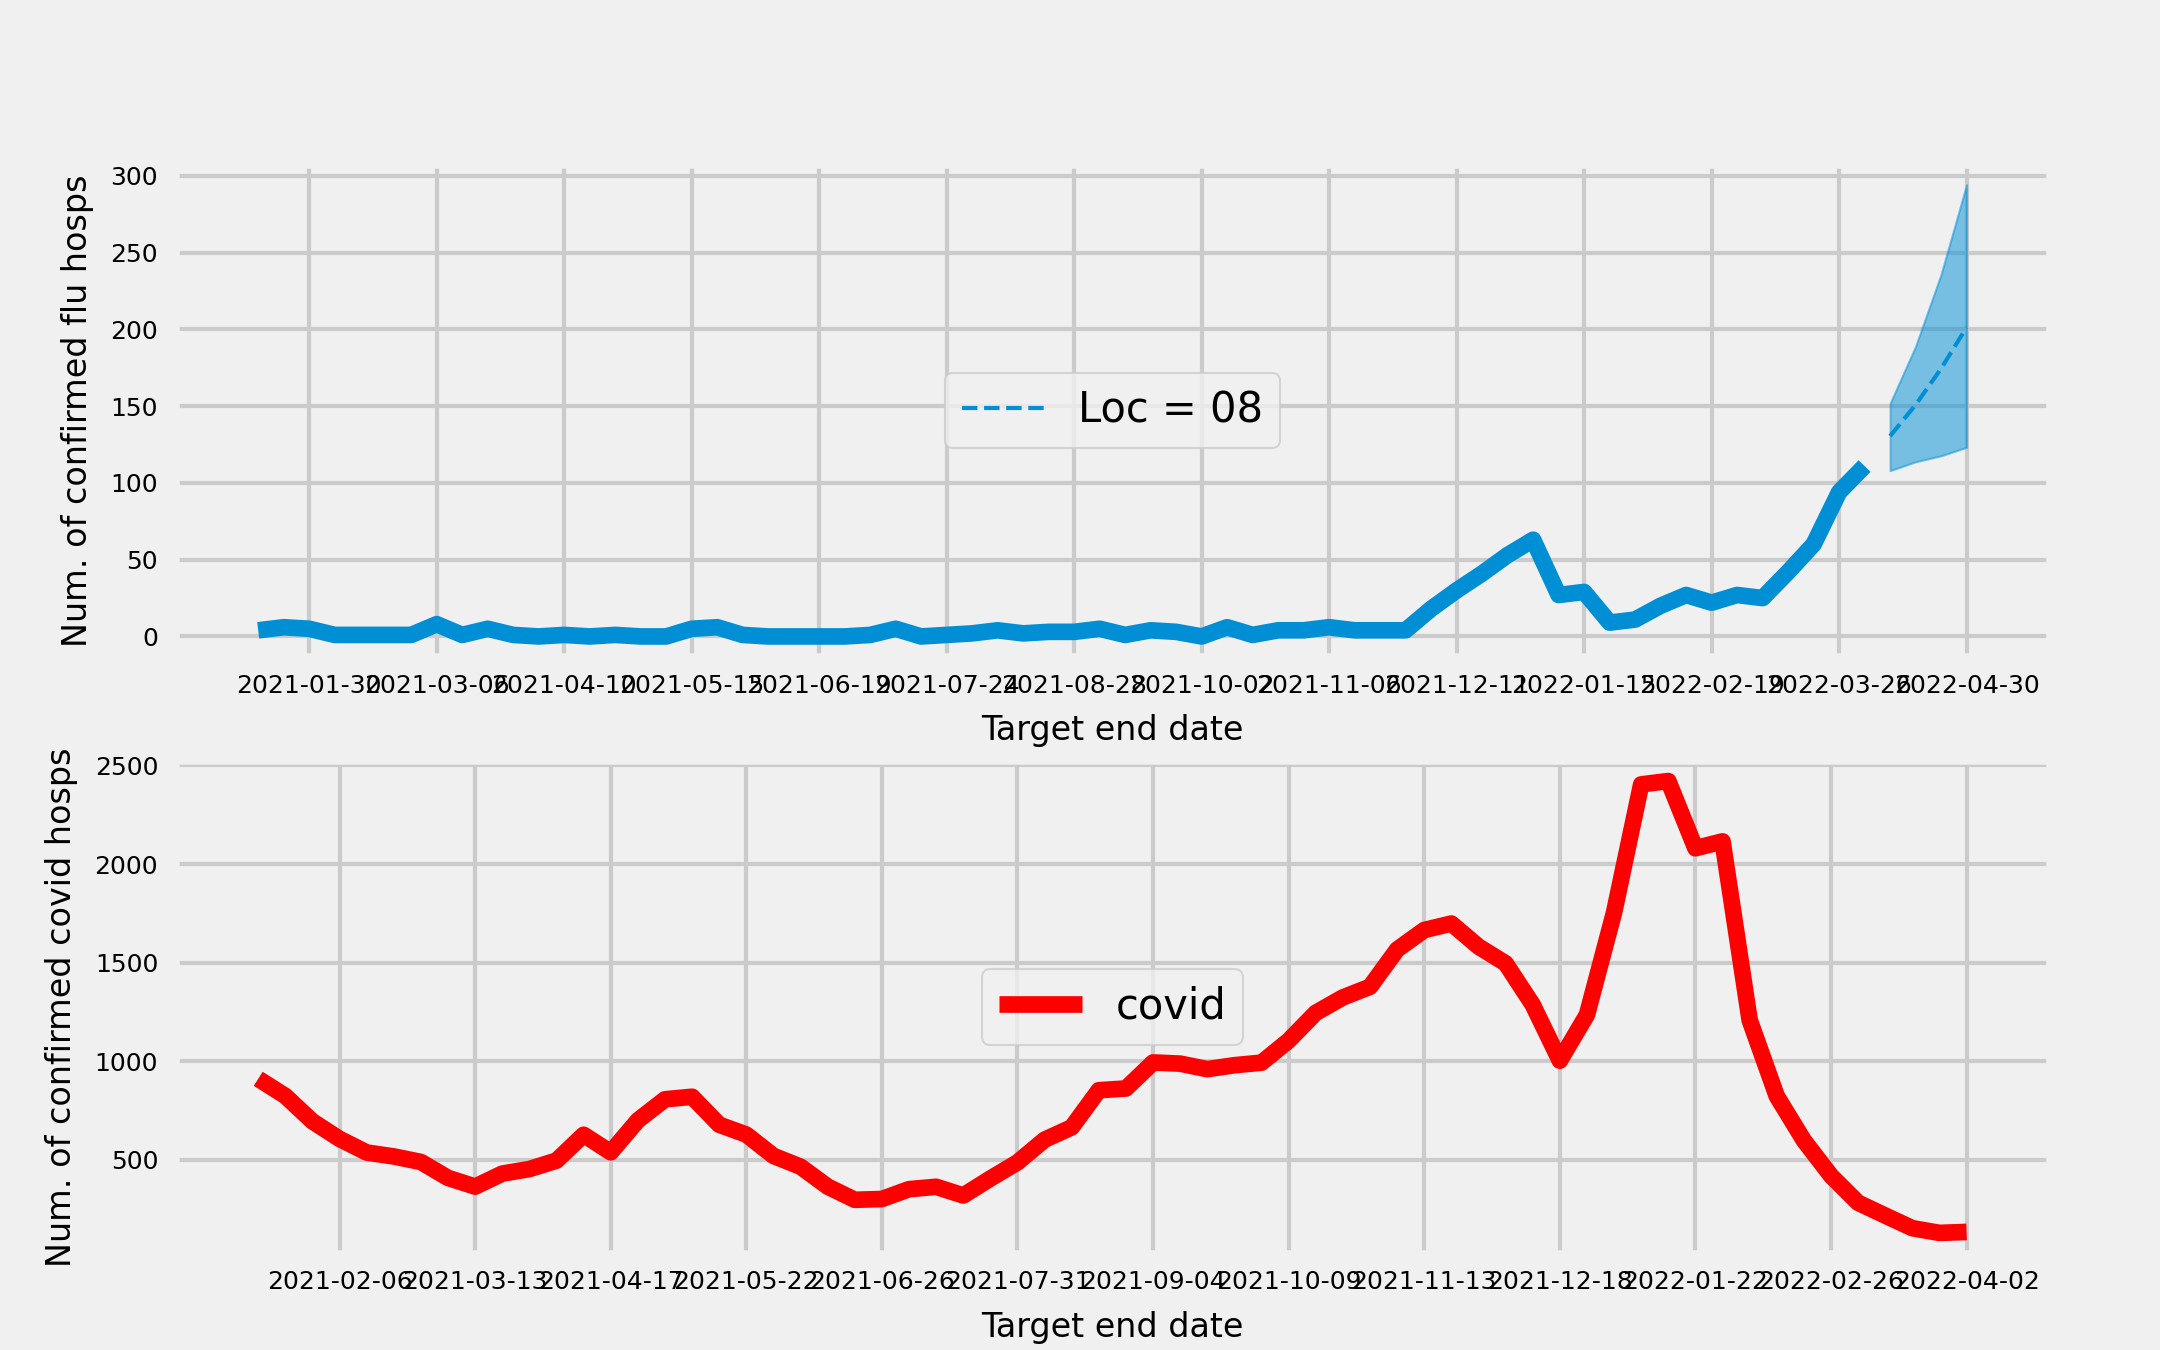 Num. of confirmed flu hosps
300
250
200
150
100
50
0
Loc = 08
2021-01-30 2021-03-06 2021-04-10 2021-05-15 2021-06-19 2021-07-24 2021-08-28 2021-10-02 2021-11-06 2021-12-11 2022-01-15 2022-02-19 2022-03-26 2022-04-30
Target end date
Num. of confirmed covid hosps
2500
2000
1500
1000
500
covid
2021-02-06 2021-03-13 2021-04-17 2021-05-22 2021-06-26 2021-07-31 2021-09-04 2021-10-09 2021-11-13 2021-12-18 2022-01-22 2022-02-26 2022-04-02
Target end date